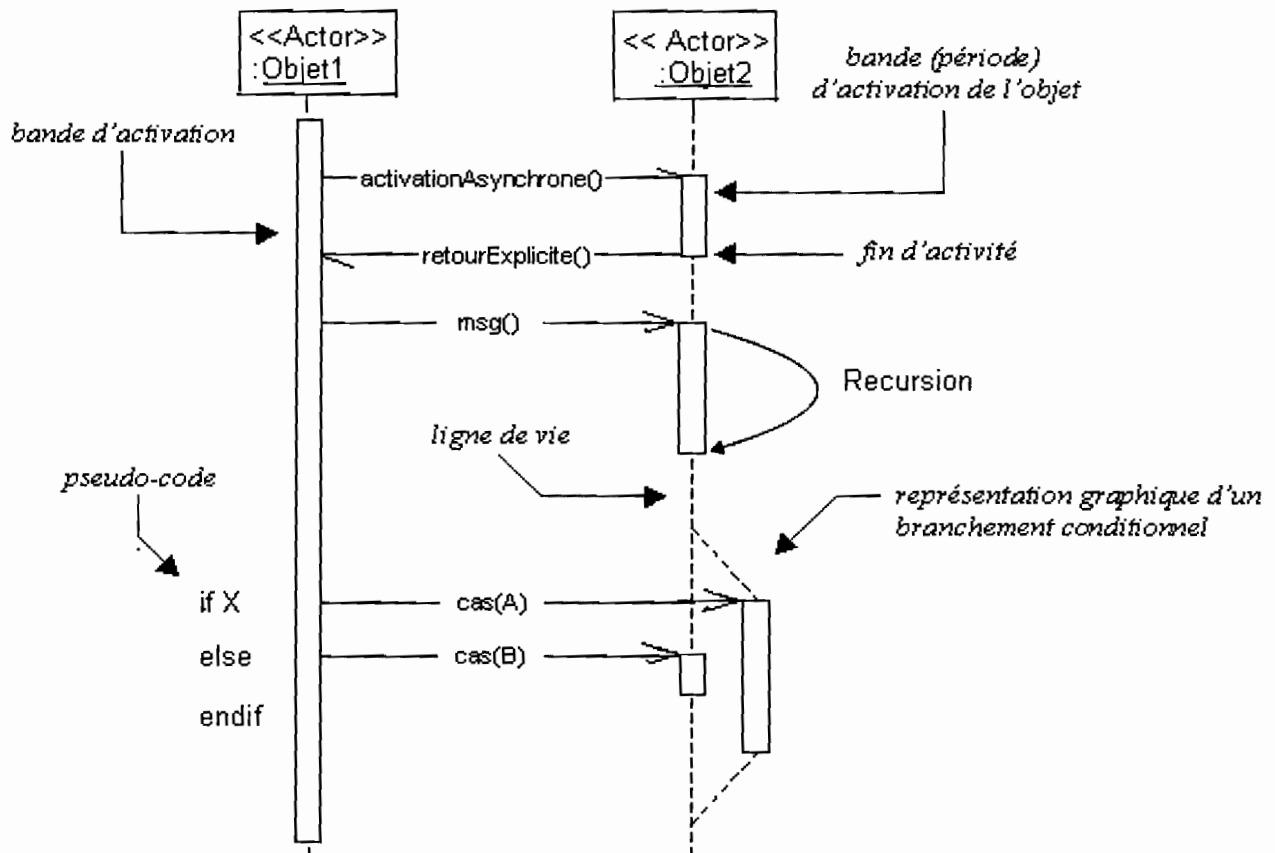 <<Actor>>
:Objet1
<< Actor>>
:Objet2
bande (période)
d'activation de l'objet
bande d'activation
activationAsynchrone()
retourExplicite()
fin d'activité
msg()
Recursion
ligne de vie
pseudo-code
représentation graphique d'un
branchement conditionnel
if X
cas(A)
else
cas(B)
endif